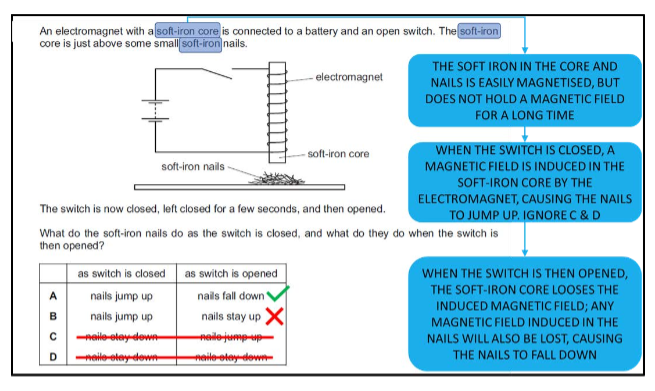 An electromagnet with a soft-iron core is connected to a battery and an open switch. The soft-iron
core is just above some small soft-iron nails.
electromagnet
soft-iron core
soft-iron nails
The switch is now closed, left closed for a few seconds, and then opened.
What do the soft-iron nails do as the switch is closed, and what do they do when the switch is
then opened?
as switch is closed as switch is opened
A nails jump up nails fall down
B nails jump up nails stay up
C nails stay down nails jump up
D nails stay down nails stay down
THE SOFT IRON IN THE CORE AND
NAILS IS EASILY MAGNETISED, BUT
DOES NOT HOLD A MAGNETIC FIELD
FOR A LONG TIME
WHEN THE SWITCH IS CLOSED, A
MAGNETIC FIELD IS INDUCED IN THE
SOFT-IRON CORE BY THE
ELECTROMAGNET, CAUSING THE NAILS
TO JUMP UP. IGNORE C & D
WHEN THE SWITCH IS THEN OPENED,
THE SOFT-IRON CORE LOOSES THE
INDUCED MAGNETIC FIELD; ANY
MAGNETIC FIELD INDUCED IN THE
NAILS WILL ALSO BE LOST, CAUSING
THE NAILS TO FALL DOWN